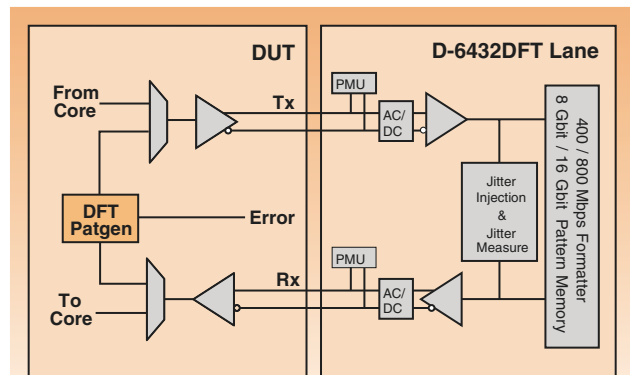 DUT
D-6432DFT Lane
From
Core
Tx
PMU
AC/
DC
DFT
Patgen
Error
Jitter
Injection
&
Jitter
Measure
400 / 800 Mbps Formatter
8 Gbit / 16 Gbit Pattern Memory
To
Core
Rx
PMU
AC/
DC